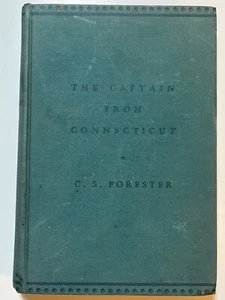 THE CAPTAIN
FROM
CONNECTICUT
C. S. FORESTER